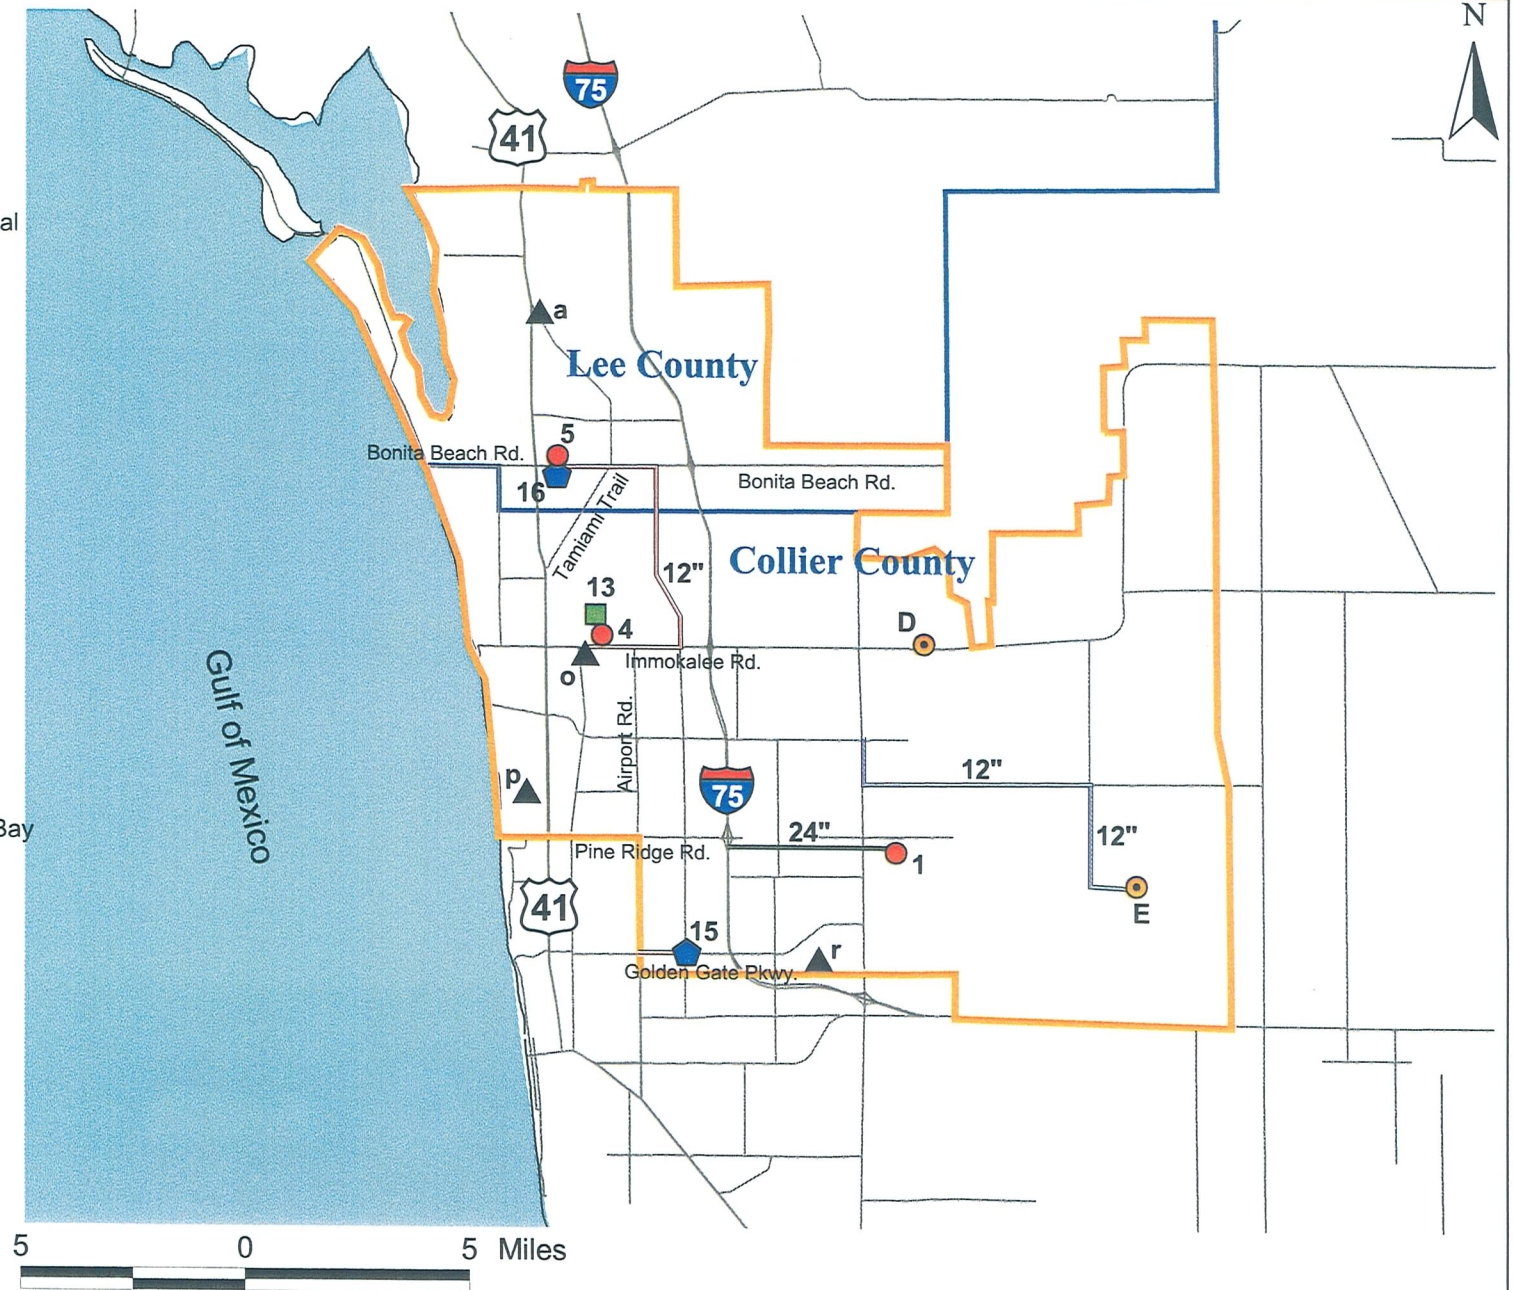 N
75
41
al
a
Lee County
5
Bonita Beach Rd.
Bonita Beach Rd.
16
Tamiami Trail
Collier County
12"
13
4
D
Immokalee Rd.
o
Gulf of Mexico
Airport Rd.
12"
p
75
Bay
24"
12"
Pine Ridge Rd.
1
41
E
15
r
Golden Gate Pkwy.
5 0 5 Miles